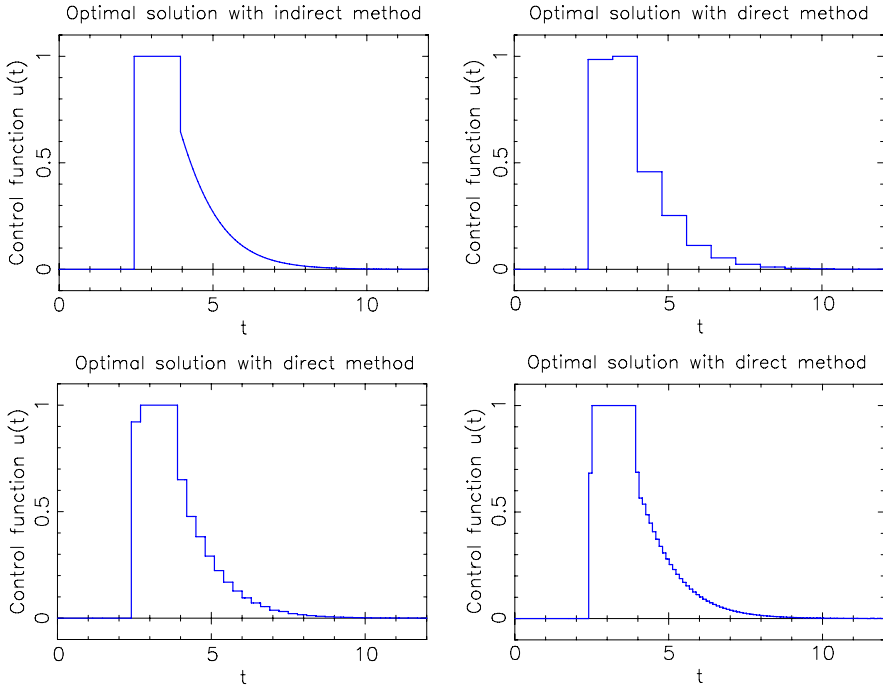 Optimal solution with indirect method
Control function u(t)
1
0.5
0
0
5
10
t
Optimal solution with direct method
Control function u(t)
1
0.5
0
0
5
10
t
Optimal solution with direct method
Control function u(t)
1
0.5
0
0
5
10
t
Optimal solution with direct method
Control function u(t)
1
0.5
0
0
5
10
t